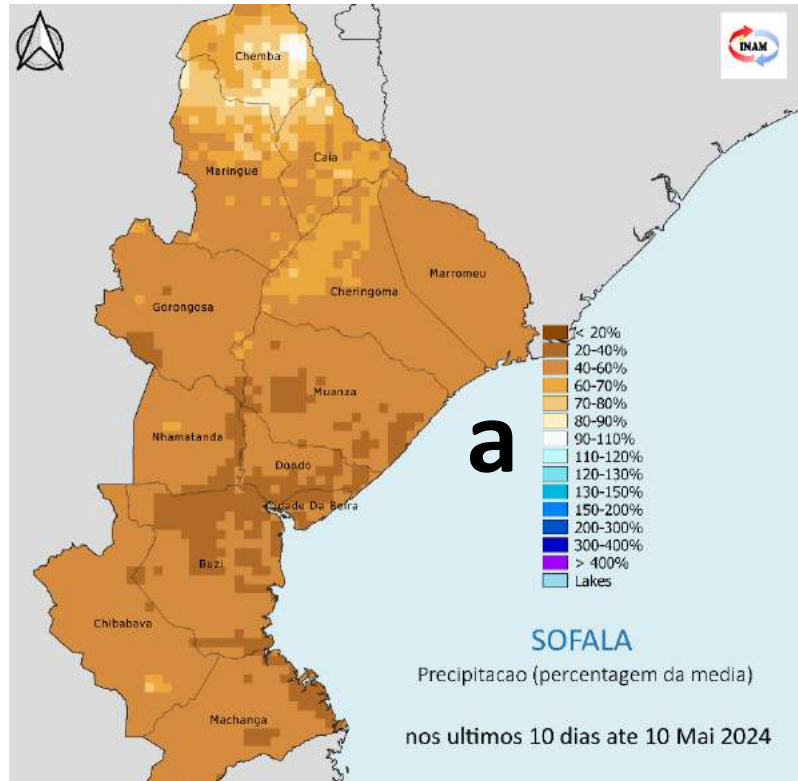 INAM
Chemba
Caia
Maringue
Marromeu
Cheringoma
Gorongosa
Muanza
Nhamatanda
Dondo
Cidade Da Beira
Buzi
Chibabava
Machanga
a
< 20%
20-40%
40-60%
60-70%
70-80%
80-90%
90-110%
110-120%
120-130%
130-150%
150-200%
200-300%
300-400%
> 400%
Lakes
SOFALA
Precipitacao (percentagem da media)
nos ultimos 10 dias ate 10 Mai 2024